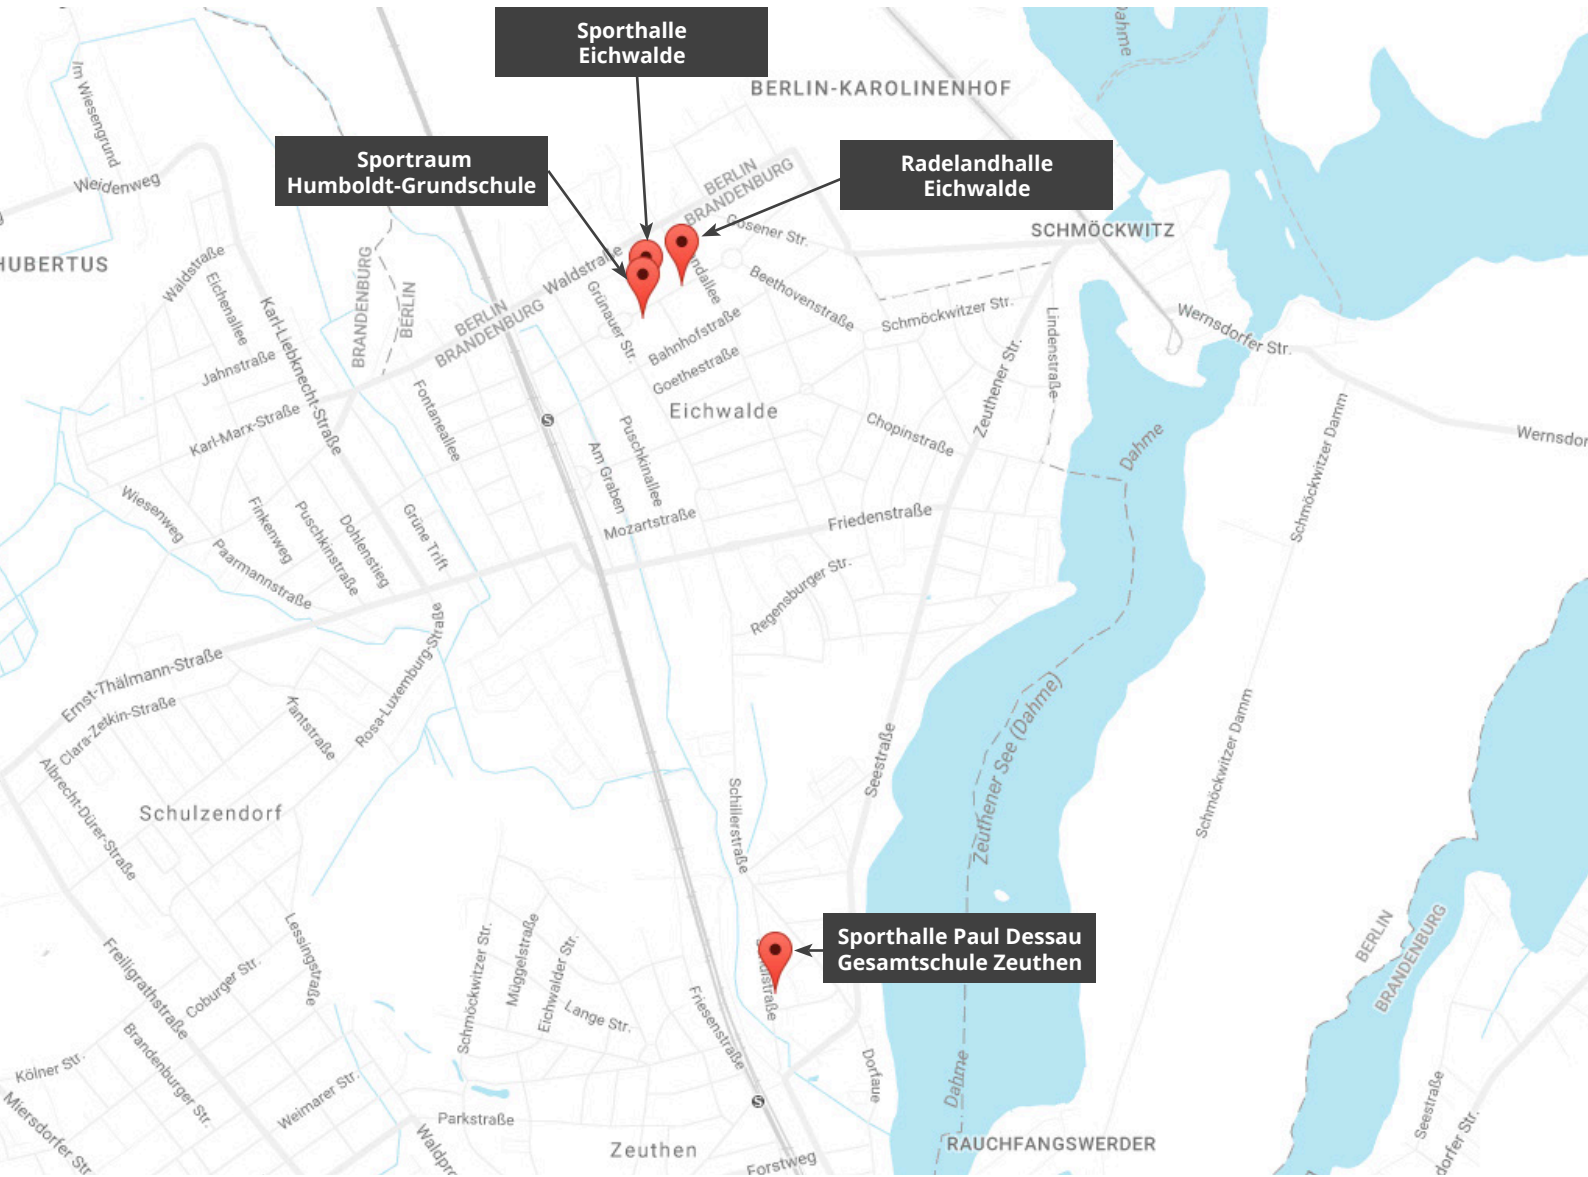 Sporthalle
Eichwalde
Dahme
BERLIN-KAROLINENHOF
Im Wiesengrund
Sportraum
Humboldt-Grundschule
Radelandhalle
Eichwalde
BERLIN
BRANDENBURG
Weidenweg
Gosener Str.
SCHMÖCKWITZ
HUBERTUS
Waldstraße
Waldstraße
Eichenallee
Karl-Liebknecht-Straße
BRANDENBURG
BERLIN
BERLIN
BRANDENBURG
Grünauer Str.
Beethovenstraße
Schmöckwitzer Str.
Lindenstraße
Wernsdorfer Str.
Bahnhofstraße
Goethestraße
Jahnstraße
Zeuthener Str.
Karl-Marx-Straße
Fontaneallee
Eichwalde
S
Chopinstraße
Puschkinallee
Am Graben
Dahme
Schmöckwitzer Damm
Wiesenweg
Finkenweg
Puschkinstraße
Dohlenstieg
Grüne Trift
Mozartstraße
Friedenstraße
Paarmannstraße
Regensburger Str.
Ernst-Thälmann-Straße
Clara-Zetkin-Straße
Kantstraße
Rosa-Luxemburg-Straße
Albrecht-Dürer-Straße
Schulzendorf
Schillerstraße
Seestraße
Zeuthener See (Dahme)
Schmöckwitzer Damm
Sporthalle Paul Dessau
Gesamtschule Zeuthen
BERLIN
BRANDENBURG
Lessingstraße
Freiligrathstraße
Coburger Str.
Schmöckwitzer Str.
Müggelstraße
Eichwalder Str.
Lange Str.
Friesenstraße
Brandenburger Str.
Kölner Str.
Miersdorfer Str.
Weimarer Str.
Parkstraße
S
Dorfaue
Dahme
Seestraße
Zeuthen
Forstweg
RAUCHFANGSWERDER